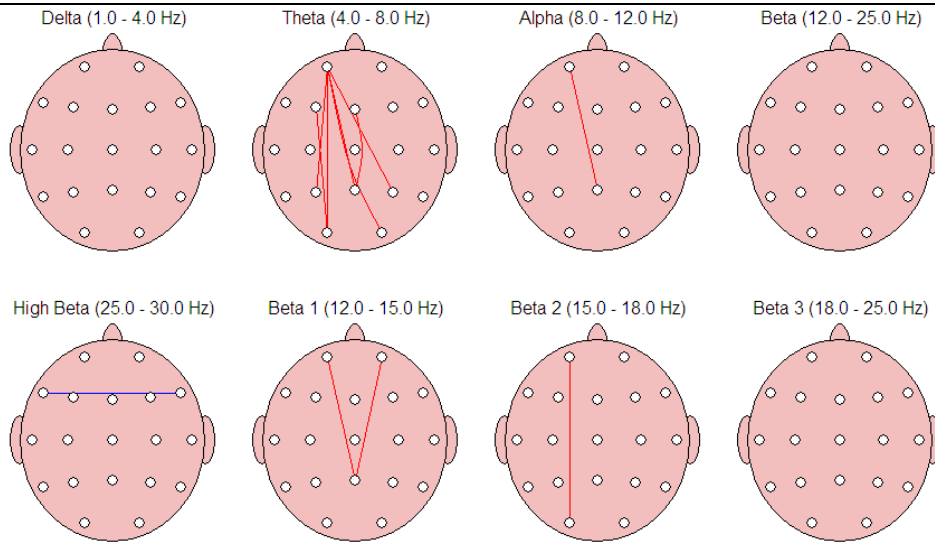 Delta (1.0 - 4.0 Hz)
Theta (4.0 - 8.0 Hz)
Alpha (8.0 - 12.0 Hz)
Beta (12.0 - 25.0 Hz)
High Beta (25.0 - 30.0 Hz)
Beta 1 (12.0 - 15.0 Hz)
Beta 2 (15.0 - 18.0 Hz)
Beta 3 (18.0 - 25.0 Hz)